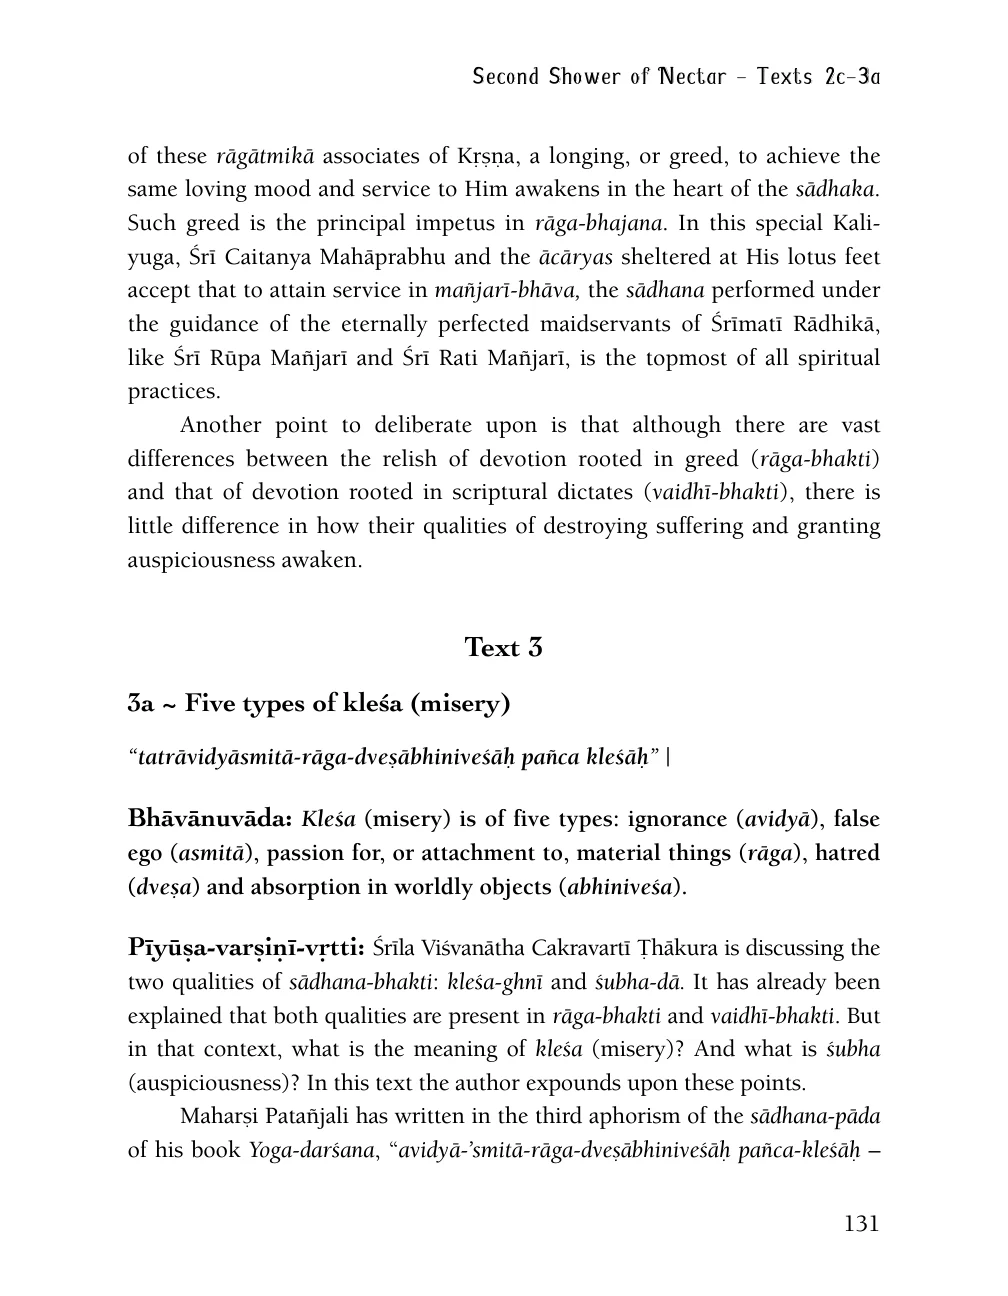 Second Shower of Nectar – Texts 2c–3a
of these rāgātmikā associates of Kṛṣṇa, a longing, or greed, to achieve the
same loving mood and service to Him awakens in the heart of the sādhaka.
Such greed is the principal impetus in rāga-bhajana. In this special Kali-
yuga, Śrī Caitanya Mahāprabhu and the ācāryas sheltered at His lotus feet
accept that to attain service in mañjarī-bhāva, the sādhana performed under
the guidance of the eternally perfected maidservants of Śrīmatī Rādhikā,
like Śrī Rūpa Mañjarī and Śrī Rati Mañjarī, is the topmost of all spiritual
practices.
Another point to deliberate upon is that although there are vast
differences between the relish of devotion rooted in greed (rāga-bhakti)
and that of devotion rooted in scriptural dictates (vaidhī-bhakti), there is
little difference in how their qualities of destroying suffering and granting
auspiciousness awaken.
Text 3
3a ~ Five types of kleśa (misery)
“tatrāvidyāsmitā-rāga-dveṣābhiniveśāḥ pañca kleśāḥ” |
Bhāvānuvāda: Kleśa (misery) is of five types: ignorance (avidyā), false
ego (asmitā), passion for, or attachment to, material things (rāga), hatred
(dveṣa) and absorption in worldly objects (abhiniveśa).
Pīyūṣa-varṣiṇī-vṛtti: Śrīla Viśvanātha Cakravartī Ṭhākura is discussing the
two qualities of sādhana-bhakti: kleśa-ghnī and śubha-dā. It has already been
explained that both qualities are present in rāga-bhakti and vaidhī-bhakti. But
in that context, what is the meaning of kleśa (misery)? And what is śubha
(auspiciousness)? In this text the author expounds upon these points.
Maharṣi Patañjali has written in the third aphorism of the sādhana-pāda
of his book Yoga-darśana, “avidyā-’smitā-rāga-dveṣābhiniveśāḥ pañca-kleśāḥ –
131